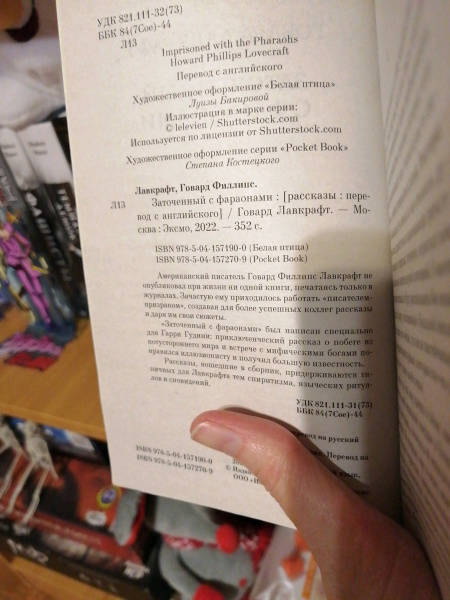 УДК 821.111-32(73)
ББК 84(7Сое)-44
Л13
Imprisoned with the Pharaohs
Howard Phillips Lovecraft
Перевод с английского
Художественное оформление «Белая птица»
Луизы Бакировой
Иллюстрация в марке серии:
© lelevien / Shutterstock.com
Используется по лицензии от Shutterstock.com
Художественное оформление серии «Pocket Book»
Степана Костецкого
Лавкрафт, Говард Филлипс.
Л13
Заточенный с фараонами : [рассказы : пере-
вод с английского] / Говард Лавкрафт. — Мо-
сква : Эксмо, 2022. — 352 с.
ISBN 978-5-04-157190-0 (Белая птица)
ISBN 978-5-04-157270-9 (Pocket Book)
Американский писатель Говард Филлипс Лавкрафт не
опубликовал при жизни ни одной книги, печатаясь только в
журналах. Зачастую ему приходилось работать «писателем-
призраком», создавая для более успешных коллег рассказы
и даря им свои сюжеты.
«Заточенный с фараонами» был написан специально
для Гарри Гудини: приключенческий рассказ о побеге из
потустороннего мира и встрече с мифическими богами по-
нравился иллюзионисту и получил большую известность.
Рассказы, вошедшие в сборник, придерживаются ти-
пичных для Лавкрафта тем спиритизма, языческих ритуа-
лов и сновидений.
УДК 821.111-31(73)
ББК 84(7Сое)-44
ISBN 978-5-04-157190-0
ISBN 978-5-04-157270-9
на русский
Перевод на
язык,
ООО